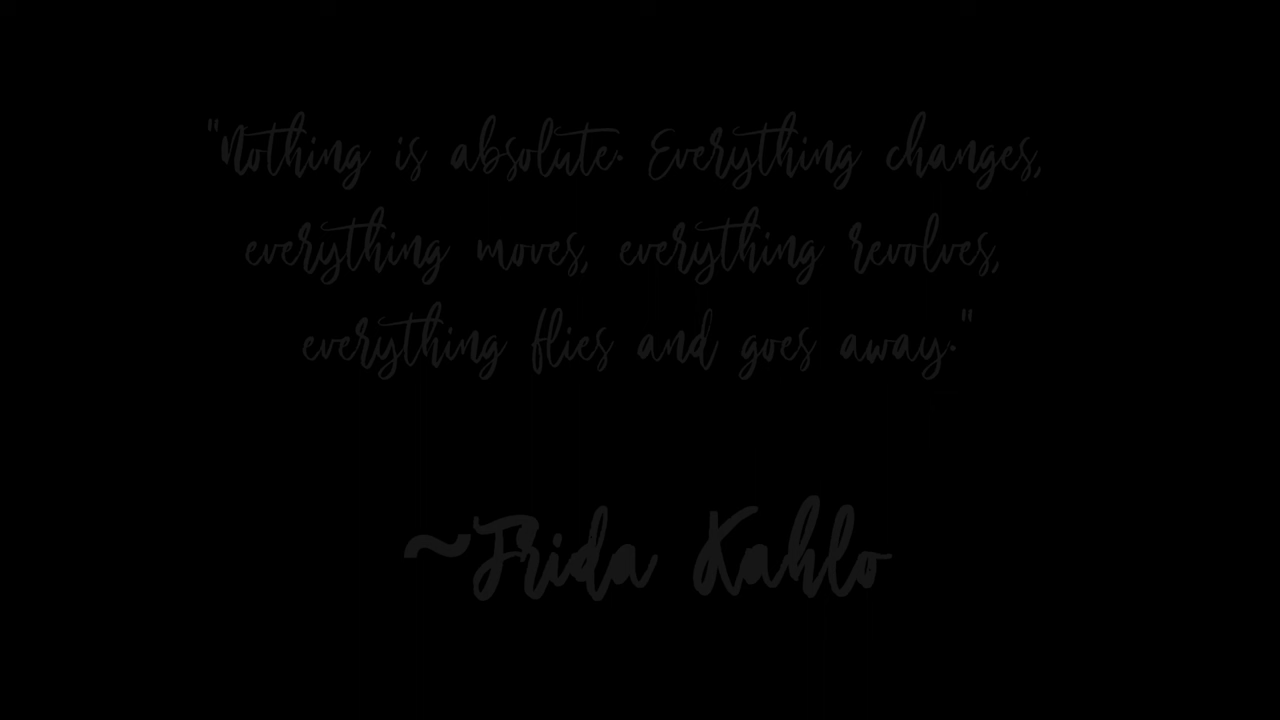 "Nothing is absolute. Everything changes,
everything moves, everything revolves,
everything flies and goes away."
~Frida Kahlo